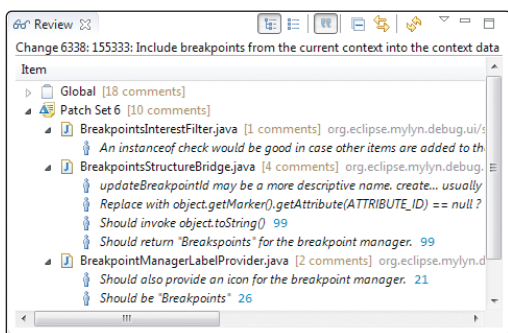 Review
Change 6338: 155333: Include breakpoints from the current context into the context data
Item
Global [18 comments]
Patch Set 6 [10 comments]
BreakpointsInterestFilter.java [1 comments] org.eclipse.mylyn.debug.ui/s
An instanceof check would be good in case other items are added to th
BreakpointsStructureBridge.java [4 comments] org.eclipse.mylyn.debug.
updateBreakpointId may be a more descriptive name. create... usually
Replace with object.getMarker().getAttribute(ATTRIBUTE_ID) == null ?
Should invoke object.toString() 99
Should return "Breakspoints" for the breakpoint manager. 99
BreakpointManagerLabelProvider.java [2 comments] org.eclipse.mylyn.d
Should also provide an icon for the breakpoint manager. 21
Should be "Breakpoints" 26